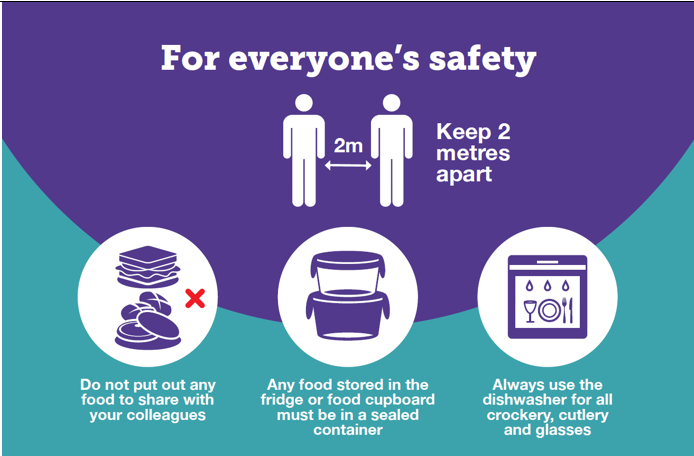 For everyone’s safety
2m
Keep 2
metres
apart
Do not put out any
food to share with
your colleagues
Any food stored in the
fridge or food cupboard
must be in a sealed
container
Always use the
dishwasher for all
crockery, cutlery
and glasses